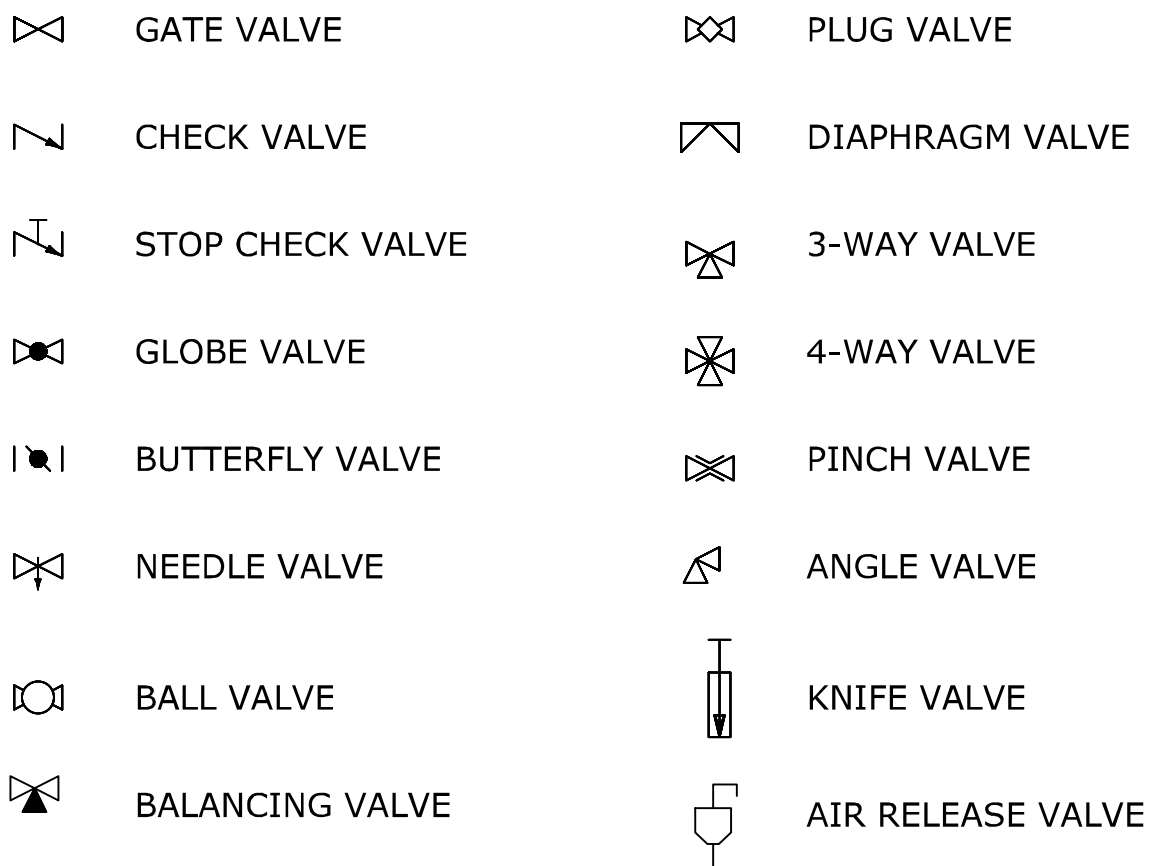 GATE VALVE
CHECK VALVE
STOP CHECK VALVE
GLOBE VALVE
BUTTERFLY VALVE
NEEDLE VALVE
BALL VALVE
BALANCING VALVE
PLUG VALVE
DIAPHRAGM VALVE
3-WAY VALVE
4-WAY VALVE
PINCH VALVE
ANGLE VALVE
KNIFE VALVE
AIR RELEASE VALVE